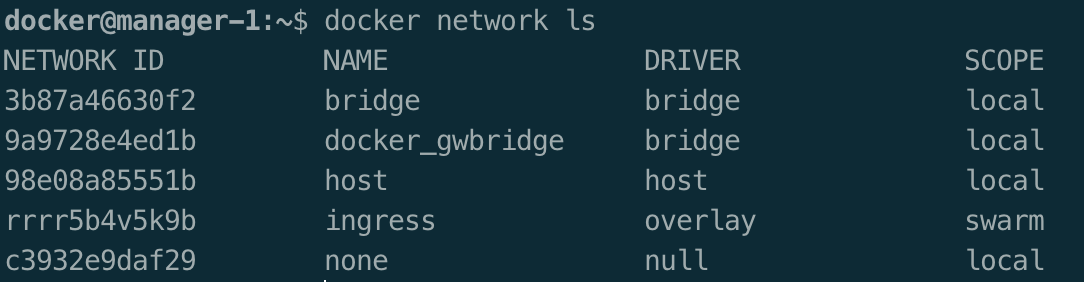 docker@manager-1:~$ docker network ls
NETWORK ID          NAME                DRIVER              SCOPE
3b87a46630f2        bridge              bridge              local
9a9728e4ed1b        docker_gwbridge     bridge              local
98e08a85551b        host                host                local
rrrr5b4v5k9b        ingress             overlay             swarm
c3932e9daf29        none                null                local